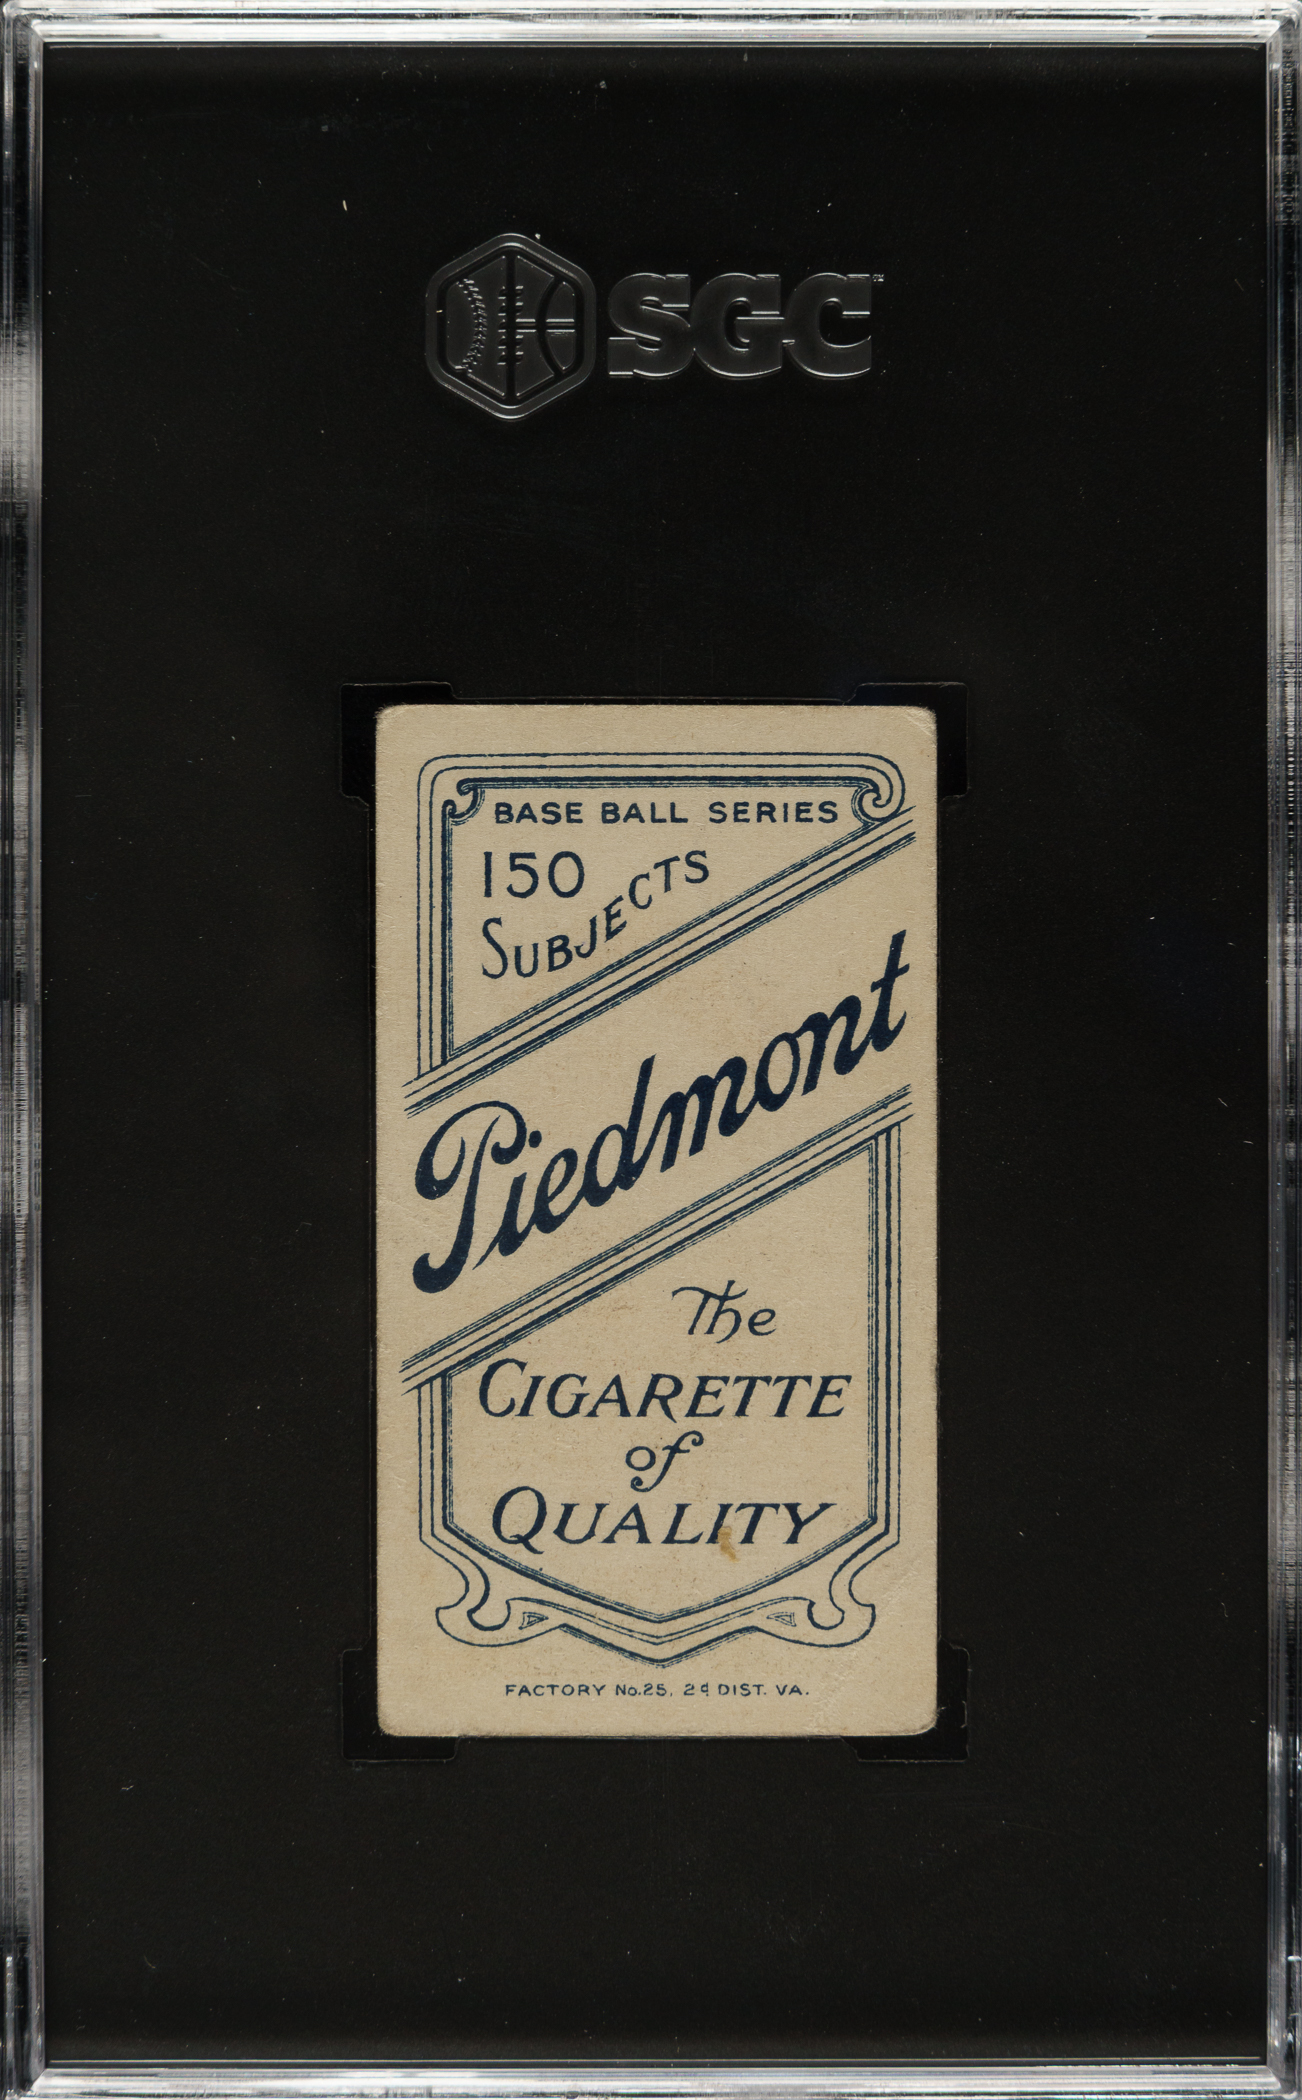 SGC
BASE BALL SERIES
150
SUBJECTS
Piedmont
The
CIGARETTE
of
QUALITY
FACTORY No. 25, 2d DIST. VA.